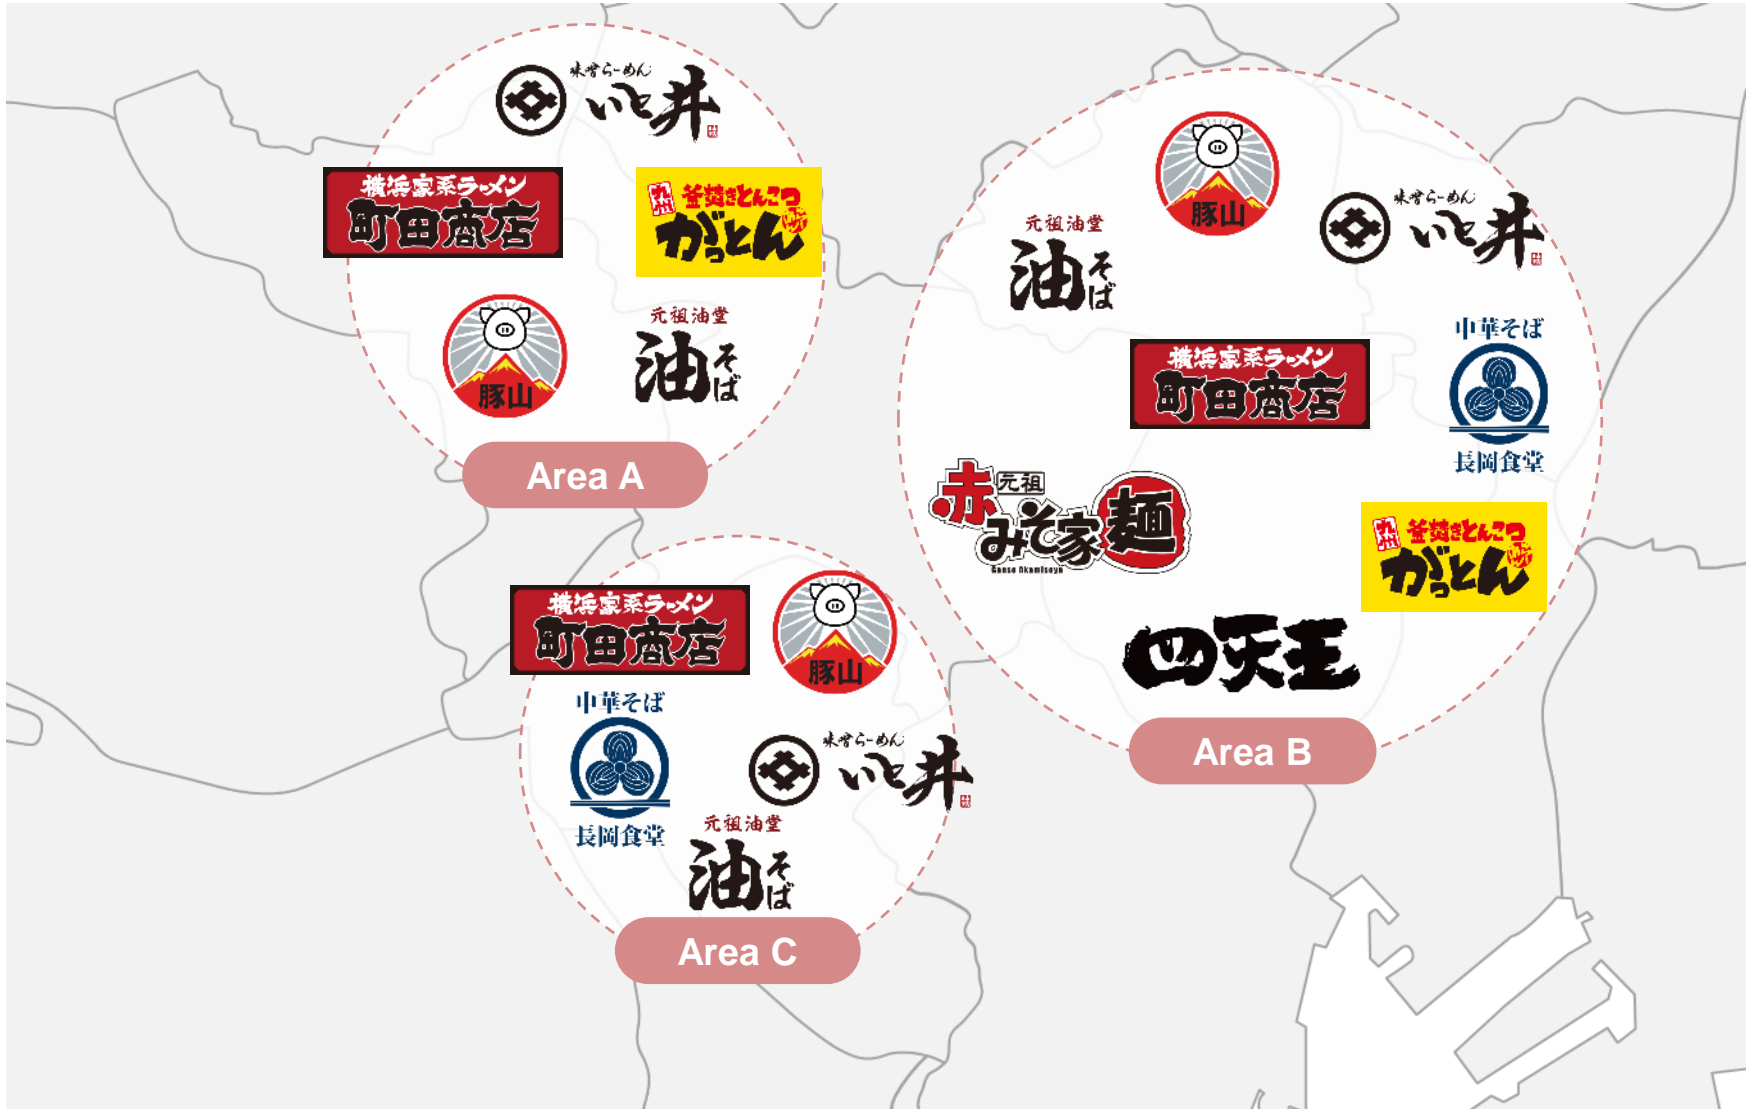 味噌らーめん
いと井
横浜家系ラーメン
町田商店
九州
釜焚きとんこつ
がっとん
豚山
元祖油堂
油そば
Area A
豚山
味噌らーめん
いと井
元祖油堂
油そば
横浜家系ラーメン
町田商店
中華そば
長岡食堂
元祖
赤みそ家麺
Ganso Akamisoya
九州
釜焚きとんこつ
がっとん
四天王
Area B
横浜家系ラーメン
町田商店
豚山
中華そば
長岡食堂
味噌らーめん
いと井
元祖油堂
油そば
Area C